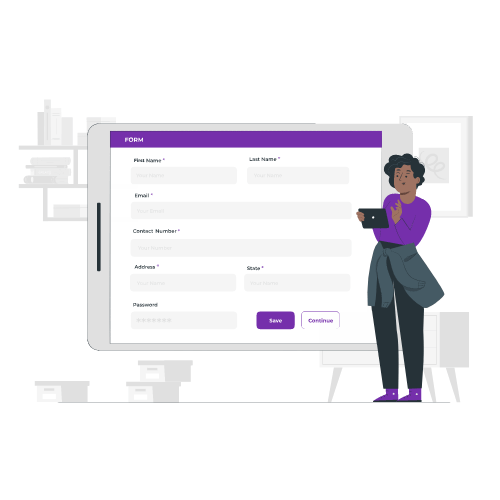 FORM
First Name *
Last Name *
Your Name
Your Name
Email *
Your Name
Contact Number *
Your Number
Address *
State *
Your Name
Your Name
Password
*******
Save
Continue